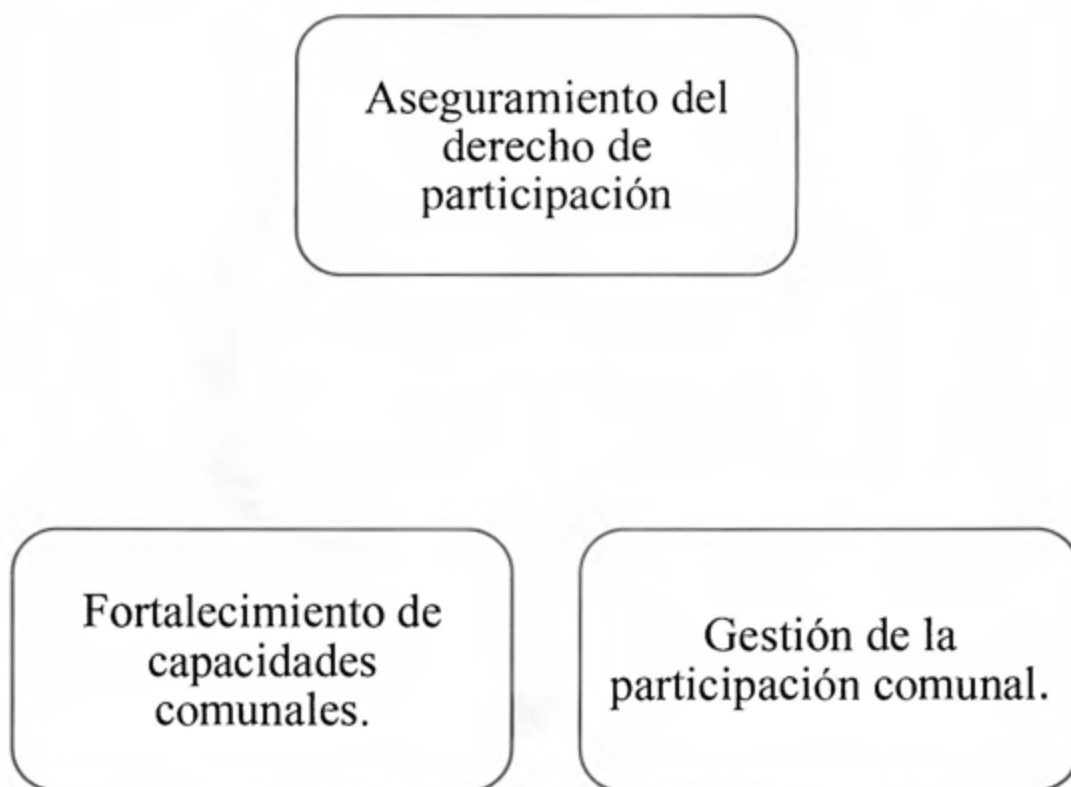 Aseguramiento del
derecho de
participación
Fortalecimiento de
capacidades
comunales.
Gestión de la
participación comunal.